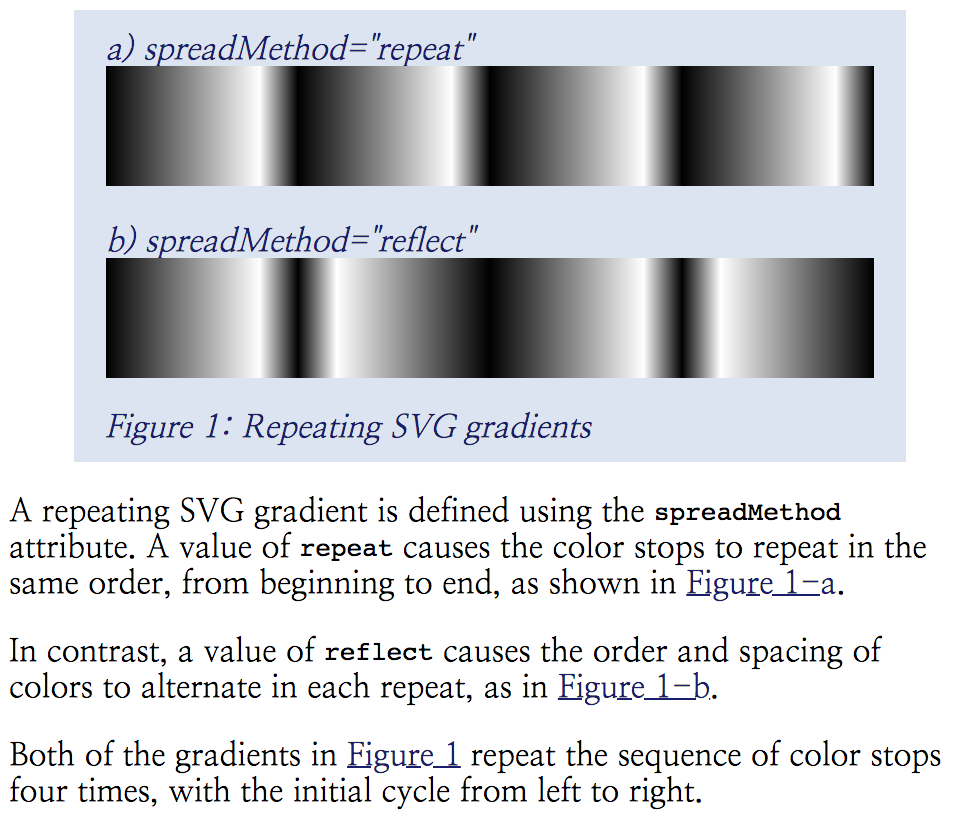 a) spreadMethod="repeat"
b) spreadMethod="reflect"
Figure 1: Repeating SVG gradients
A repeating SVG gradient is defined using the spreadMethod
attribute. A value of repeat causes the color stops to repeat in the
same order, from beginning to end, as shown in Figure 1–a.
In contrast, a value of reflect causes the order and spacing of
colors to alternate in each repeat, as in Figure 1–b.
Both of the gradients in Figure 1 repeat the sequence of color stops
four times, with the initial cycle from left to right.